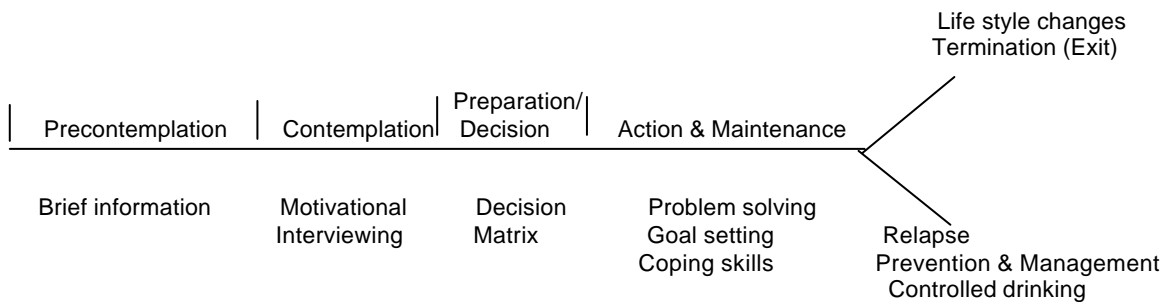 Life style changes
Termination (Exit)
Precontemplation
Contemplation
Preparation/
Decision
Action & Maintenance
Brief information
Motivational
Interviewing
Decision
Matrix
Problem solving
Goal setting
Coping skills
Relapse
Prevention & Management
Controlled drinking